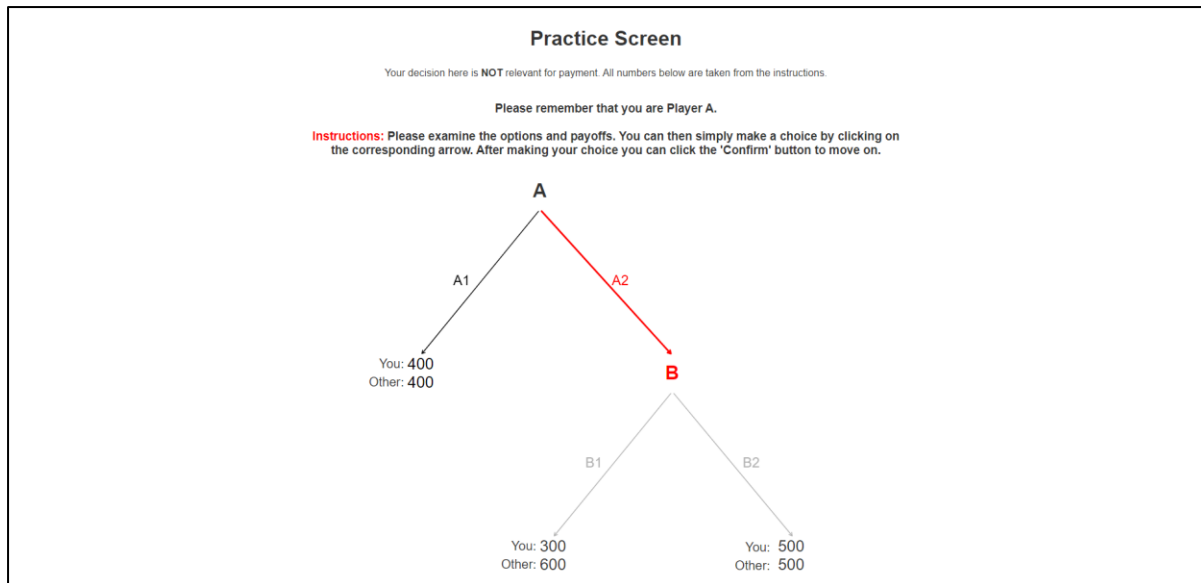 Practice Screen
Your decision here is NOT relevant for payment. All numbers below are taken from the instructions.
Please remember that you are Player A.
Instructions: Please examine the options and payoffs. You can then simply make a choice by clicking on
the corresponding arrow. After making your choice you can click the 'Confirm' button to move on.
A
A1
A2
You: 400
Other: 400
B
B1
B2
You: 300
Other: 600
You: 500
Other: 500